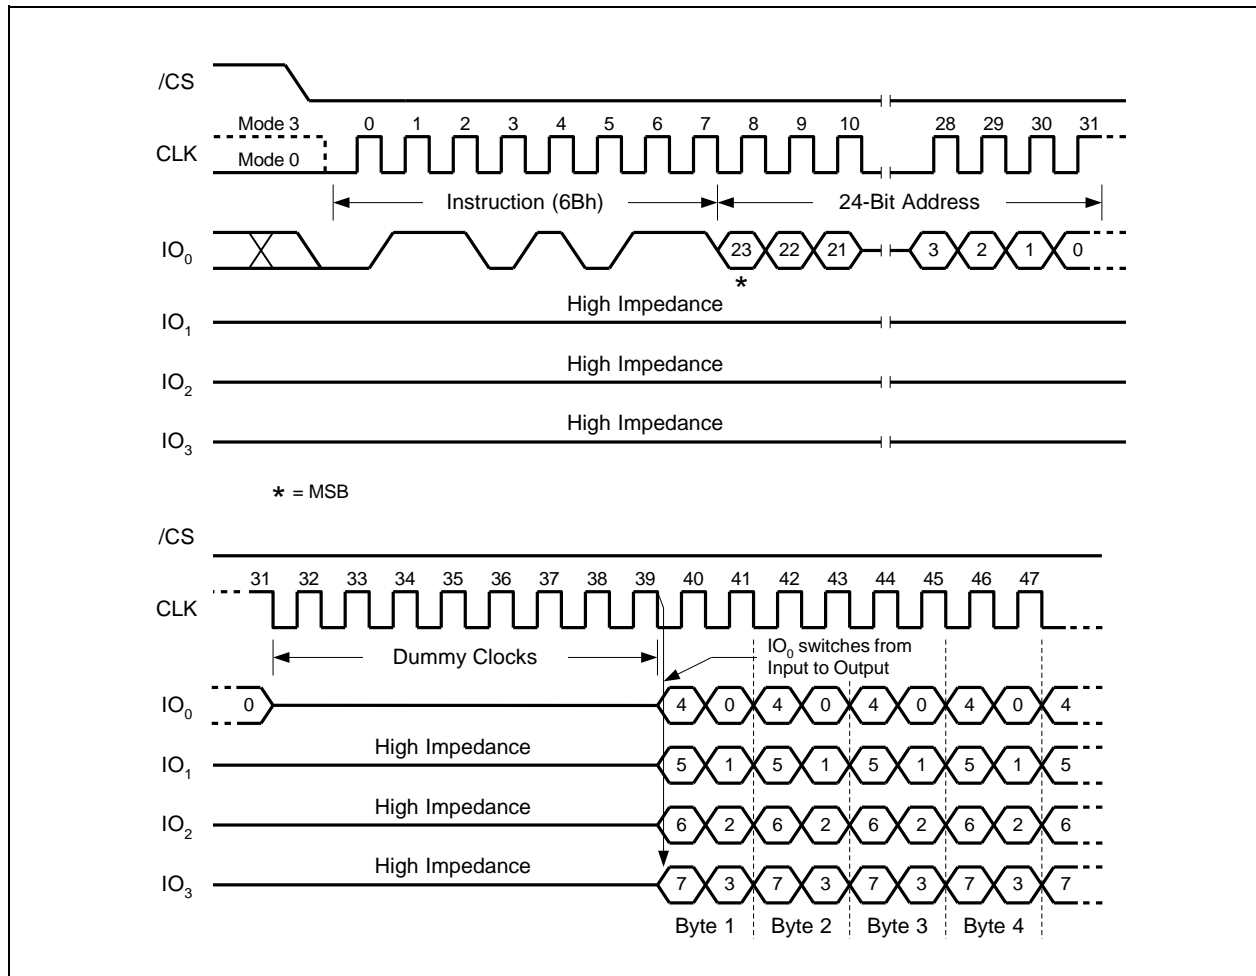 /CS
Mode 3 0 1 2 3 4 5 6 7 8 9 10 28 29 30 31
CLK
Mode 0
Instruction (6Bh) 24-Bit Address
IO0 23 22 21 3 2 1 0
*
High Impedance
IO1
High Impedance
IO2
High Impedance
IO3
* = MSB
/CS
31 32 33 34 35 36 37 38 39 40 41 42 43 44 45 46 47
CLK
Dummy Clocks
IO0 switches from
Input to Output
IO0 0 4 0 4 0 4 0 4 0 4
High Impedance
IO1 5 1 5 1 5 1 5 1 5
High Impedance
IO2 6 2 6 2 6 2 6 2 6
High Impedance
IO3 7 3 7 3 7 3 7 3 7
Byte 1 Byte 2 Byte 3 Byte 4